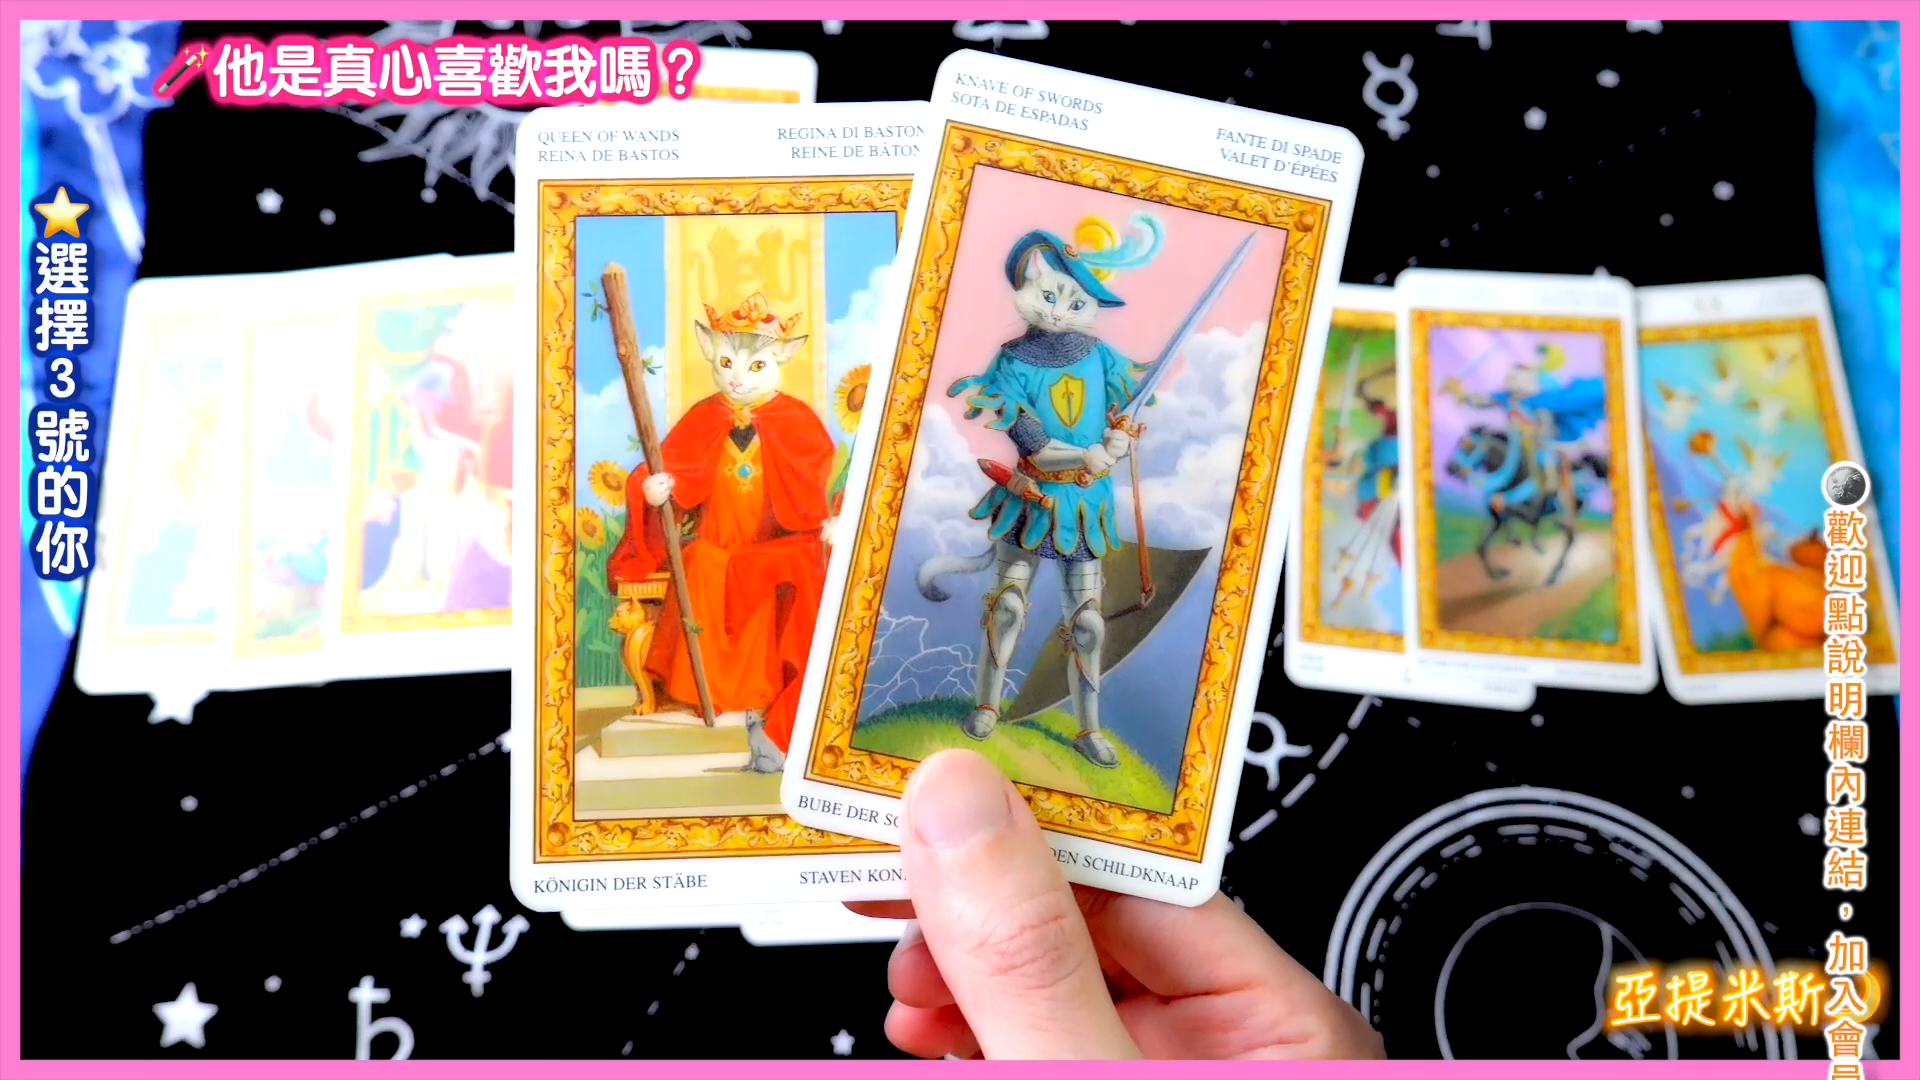 他是真心喜歡我嗎？
選擇3號的你
QUEEN OF WANDS
REINA DE BASTOS
REGINA DI BASTON
REINE DE BÂTON
KÖNIGIN DER STÄBE
STAVEN KON
KNAVE OF SWORDS
SOTA DE ESPADAS
FANTE DI SPADE
VALET D'ÉPÉES
BUBE DER SC
DEN SCHILDKNAAP
歡迎點說明欄內連結，加入會員
亞提米斯